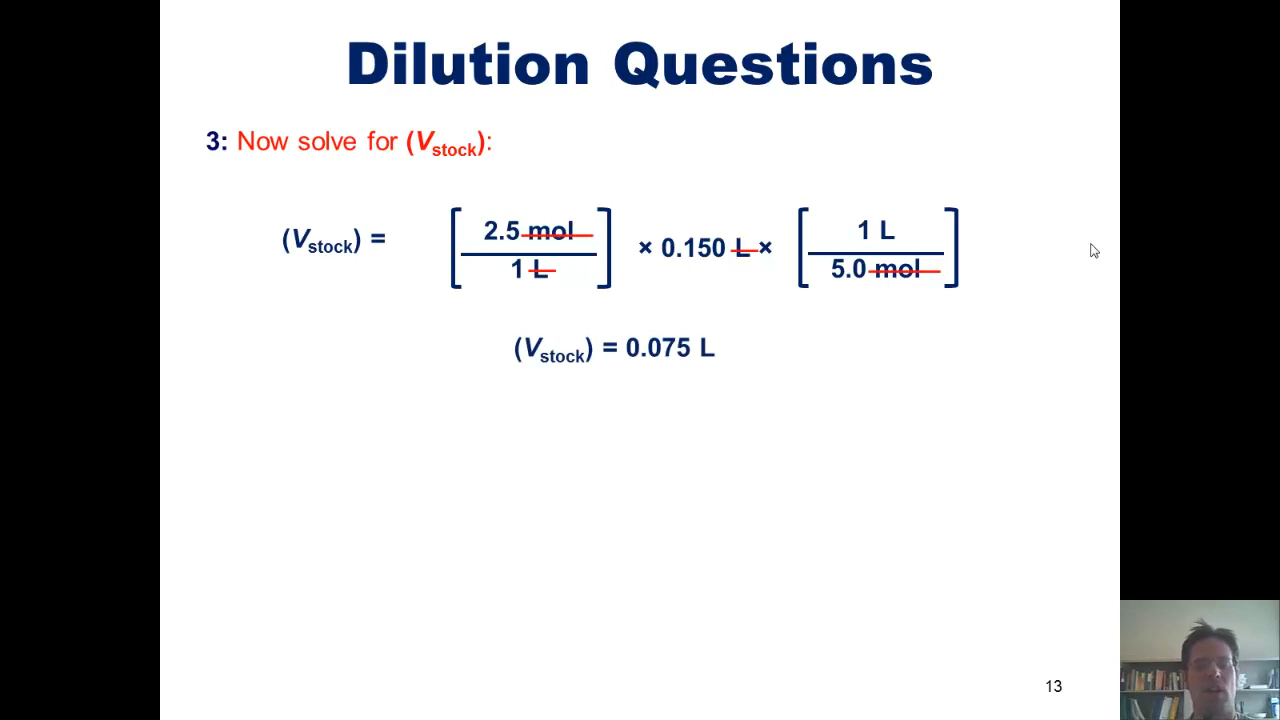 Dilution Questions
3: Now solve for (Vstock):
(Vstock) = [2.5 mol / 1 L] × 0.150 L × [1 L / 5.0 mol]
(Vstock) = 0.075 L
13